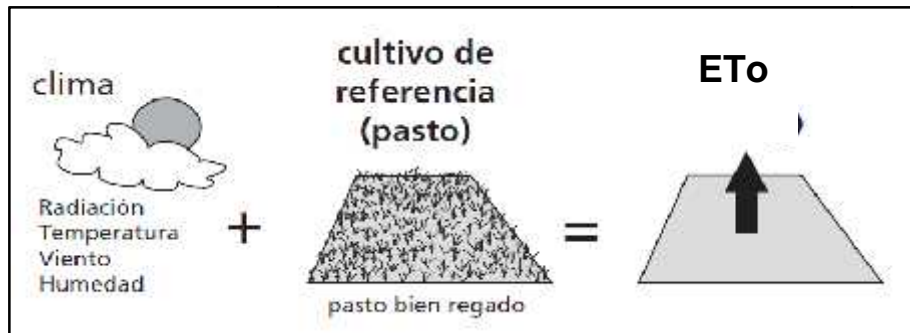 clima
Radiación
Temperatura
Viento
Humedad
+
cultivo de
referencia
(pasto)
pasto bien regado
=
ETo